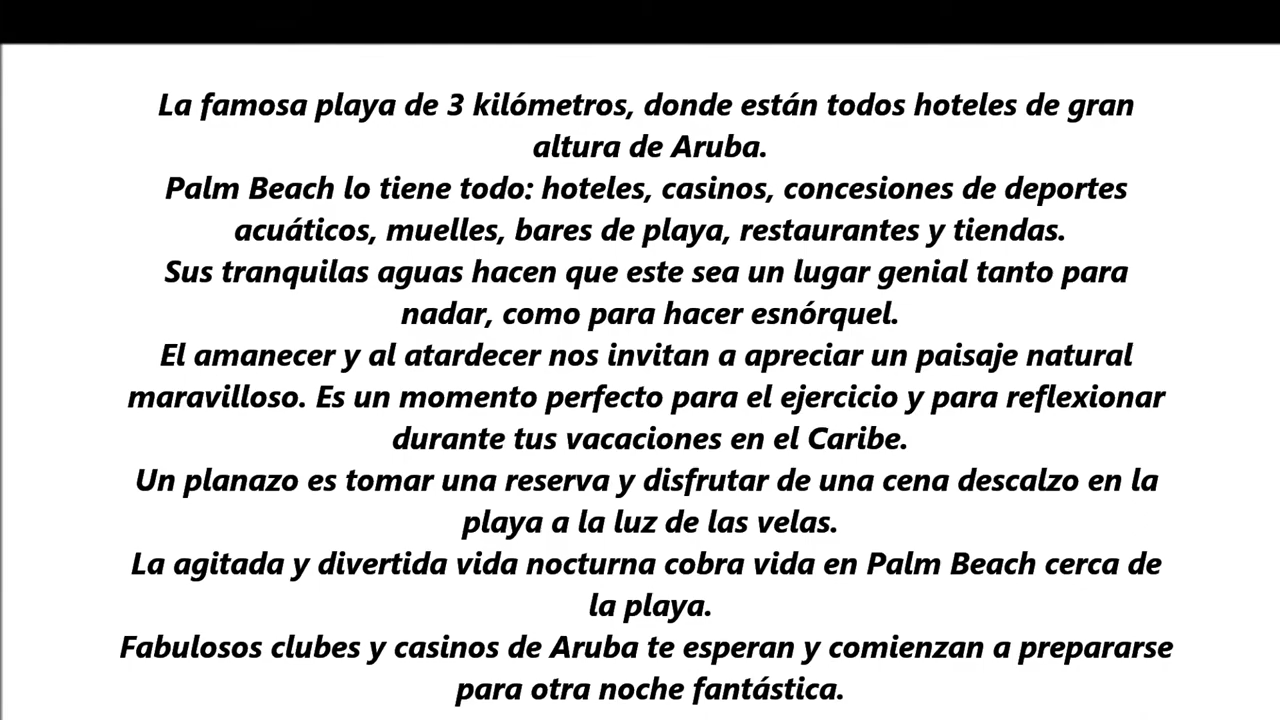 La famosa playa de 3 kilómetros, donde están todos hoteles de gran
altura de Aruba.
Palm Beach lo tiene todo: hoteles, casinos, concesiones de deportes
acuáticos, muelles, bares de playa, restaurantes y tiendas.
Sus tranquilas aguas hacen que este sea un lugar genial tanto para
nadar, como para hacer esnórquel.
El amanecer y al atardecer nos invitan a apreciar un paisaje natural
maravilloso. Es un momento perfecto para el ejercicio y para reflexionar
durante tus vacaciones en el Caribe.
Un planazo es tomar una reserva y disfrutar de una cena descalzo en la
playa a la luz de las velas.
La agitada y divertida vida nocturna cobra vida en Palm Beach cerca de
la playa.
Fabulosos clubes y casinos de Aruba te esperan y comienzan a prepararse
para otra noche fantástica.